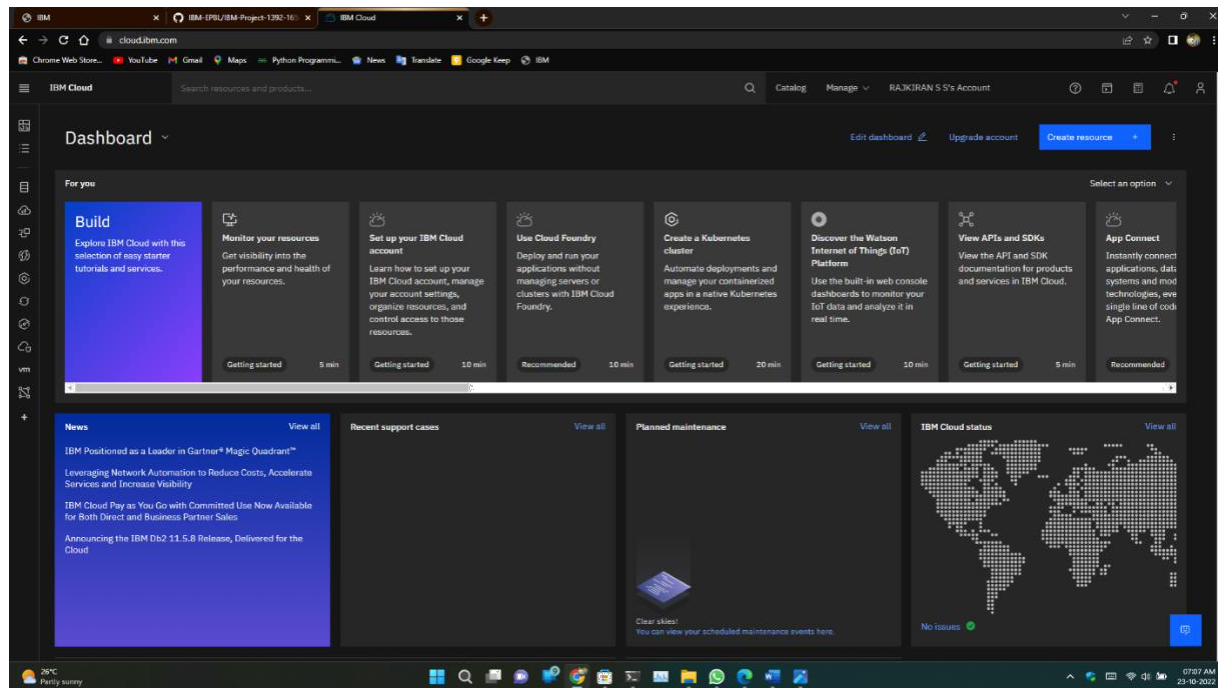 IBM
IBM-EPBL/IBM-Project-1392-165
IBM Cloud
cloud.ibm.com
Chrome Web Store...
YouTube
Gmail
Maps
Python Programmi...
News
Translate
Google Keep
IBM
IBM Cloud
Search resources and products...
Catalog
Manage
RAJKIRAN S S's Account
Dashboard
Edit dashboard
Upgrade account
Create resource +
For you
Select an option
Build
Explore IBM Cloud with this
selection of easy starter
tutorials and services.
Monitor your resources
Get visibility into the
performance and health of
your resources.
Getting started
5 min
Set up your IBM Cloud
account
Learn how to set up your
IBM Cloud account, manage
your account settings,
organize resources, and
control access to those
resources.
Getting started
10 min
Use Cloud Foundry
Deploy and run your
applications without
managing servers or
clusters with IBM Cloud
Foundry.
Recommended
10 min
Create a Kubernetes
cluster
Automate deployments and
manage your containerized
apps in a native Kubernetes
experience.
Getting started
20 min
Discover the Watson
Internet of Things (IoT)
Platform
Use the built-in web console
dashboards to monitor your
IoT data and analyze it in
real time.
Getting started
10 min
View APIs and SDKs
View the API and SDK
documentation for products
and services in IBM Cloud.
Getting started
5 min
App Connect
Instantly connect
applications, data
systems and mod
technologies, eve
single line of code
App Connect.
Recommended
vm
News
View all
IBM Positioned as a Leader in Gartner® Magic Quadrant™
Leveraging Network Automation to Reduce Costs, Accelerate
Services and Increase Visibility
IBM Cloud Pay as You Go with Committed Use Now Available
for Both Direct and Business Partner Sales
Announcing the IBM Db2 11.5.8 Release, Delivered for the
Cloud
Recent support cases
View all
Planned maintenance
View all
Clear skies!
You can view your scheduled maintenance events here.
IBM Cloud status
View all
No issues
26°C
Partly sunny
07:07 AM
23-10-2022